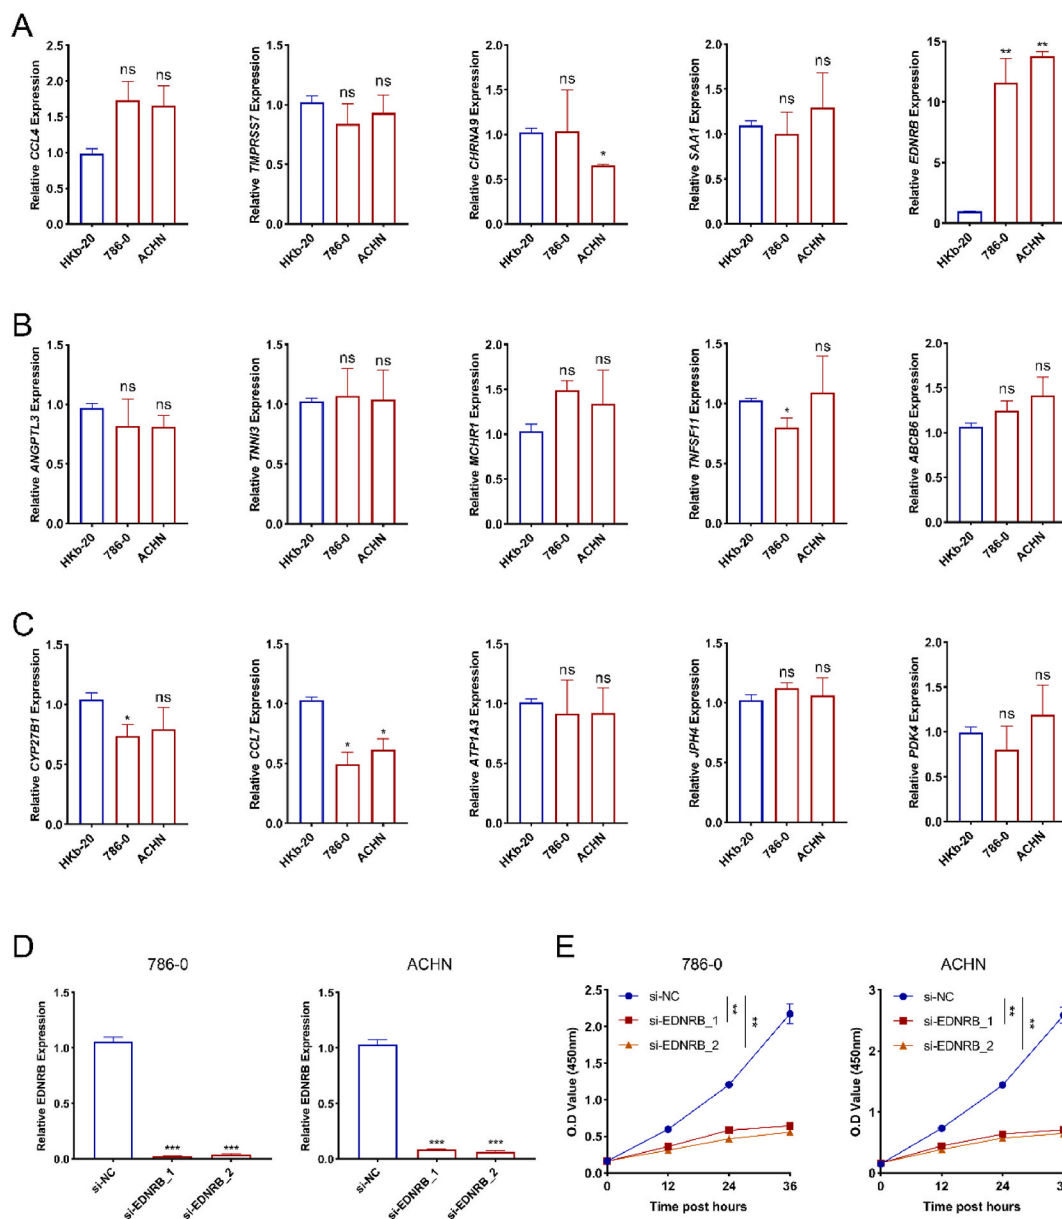 A
Relative CCL4 Expression
2.5
2.0
1.5
1.0
0.5
0.0
ns
ns
HKb-20
786-0
ACHN
Relative TMPRSS7 Expression
1.5
1.0
0.5
0.0
ns
ns
HKb-20
786-0
ACHN
Relative CHRNA9 Expression
2.0
1.5
1.0
0.5
0.0
ns
*
HKb-20
786-0
ACHN
Relative SAA1 Expression
2.0
1.5
1.0
0.5
0.0
ns
ns
HKb-20
786-0
ACHN
Relative EDNRB Expression
15
10
5
0
**
**
HKb-20
786-0
ACHN
B
Relative ANGPTL3 Expression
1.5
1.0
0.5
0.0
ns
ns
HKb-20
786-0
ACHN
Relative TNNI3 Expression
1.5
1.0
0.5
0.0
ns
ns
HKb-20
786-0
ACHN
Relative MCHR1 Expression
2.0
1.5
1.0
0.5
0.0
ns
ns
HKb-20
786-0
ACHN
Relative TNFSF11 Expression
1.5
1.0
0.5
0.0
*
ns
HKb-20
786-0
ACHN
Relative ABCB6 Expression
2.0
1.5
1.0
0.5
0.0
ns
ns
HKb-20
786-0
ACHN
C
Relative CYP27B1 Expression
1.5
1.0
0.5
0.0
*
ns
HKb-20
786-0
ACHN
Relative CCL7 Expression
1.5
1.0
0.5
0.0
*
*
HKb-20
786-0
ACHN
Relative ATP1A3 Expression
1.5
1.0
0.5
0.0
ns
ns
HKb-20
786-0
ACHN
Relative JPH4 Expression
1.5
1.0
0.5
0.0
ns
ns
HKb-20
786-0
ACHN
Relative PDK4 Expression
2.0
1.5
1.0
0.5
0.0
ns
ns
HKb-20
786-0
ACHN
D
786-0
Relative EDNRB Expression
1.5
1.0
0.5
0.0
***
***
si-NC
si-EDNRB_1
si-EDNRB_2
ACHN
Relative EDNRB Expression
1.5
1.0
0.5
0.0
***
***
si-NC
si-EDNRB_1
si-EDNRB_2
E
786-0
O.D Value (450nm)
2.5
2.0
1.5
1.0
0.5
0.0
si-NC
si-EDNRB_1
si-EDNRB_2
**
**
0
12
24
36
Time post hours
ACHN
O.D Value (450nm)
3
2
1
0
si-NC
si-EDNRB_1
si-EDNRB_2
**
**
0
12
24
Time post hours